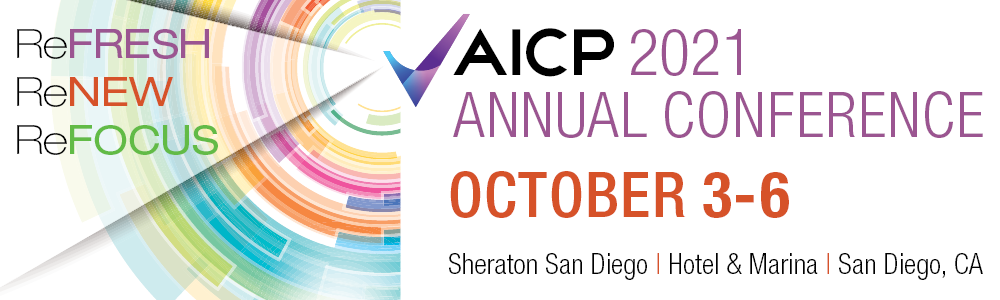 ReFRESH
ReNEW
ReFOCUS
AICP 2021
ANNUAL CONFERENCE
OCTOBER 3-6
Sheraton San Diego | Hotel & Marina | San Diego, CA